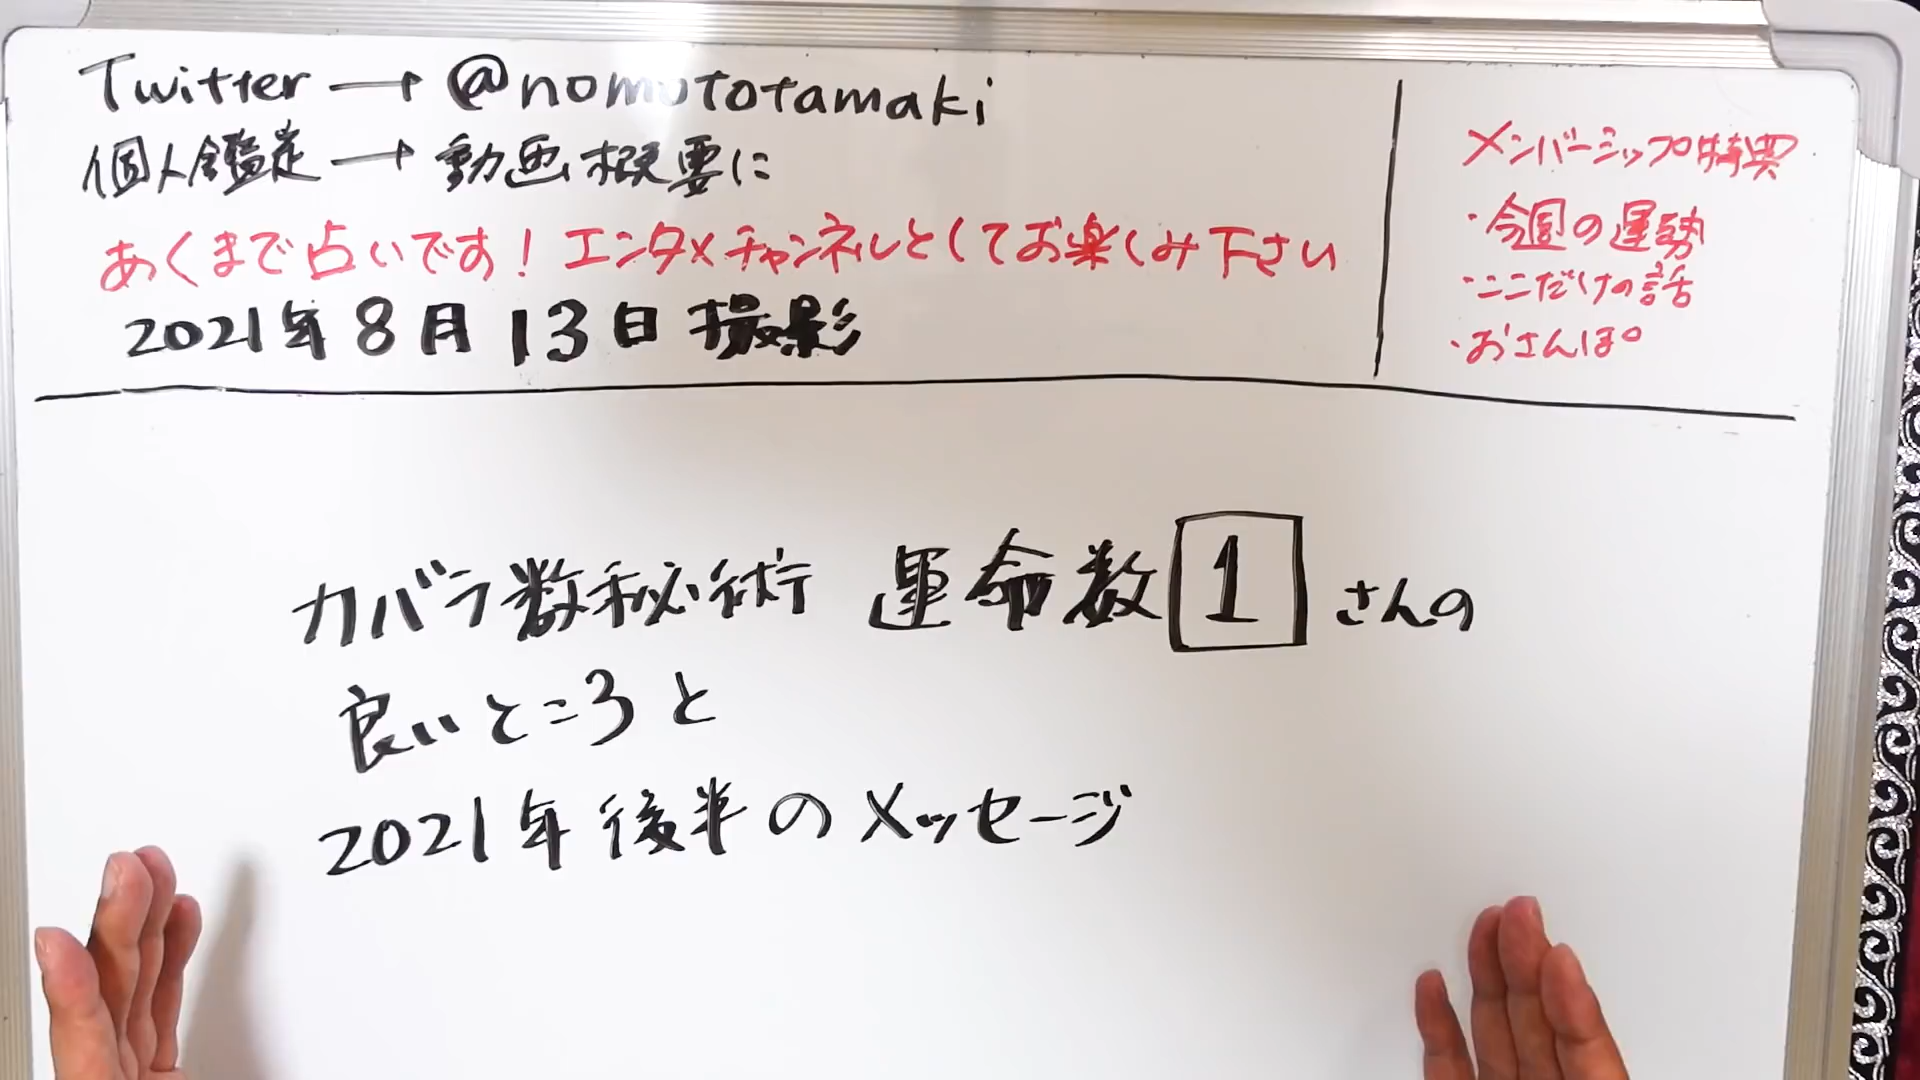 Twitter → @nomototamaki
個人鑑定 → 動画概要に
あくまで占いです！エンタメチャンネルとしてお楽しみ下さい
2021年8月13日撮影
メンバーシップ特典
・今週の運勢
・ここだけの話
・おさんぽ
カバラ数秘術 運命数 1 さんの
良いところと
2021年後半のメッセージ